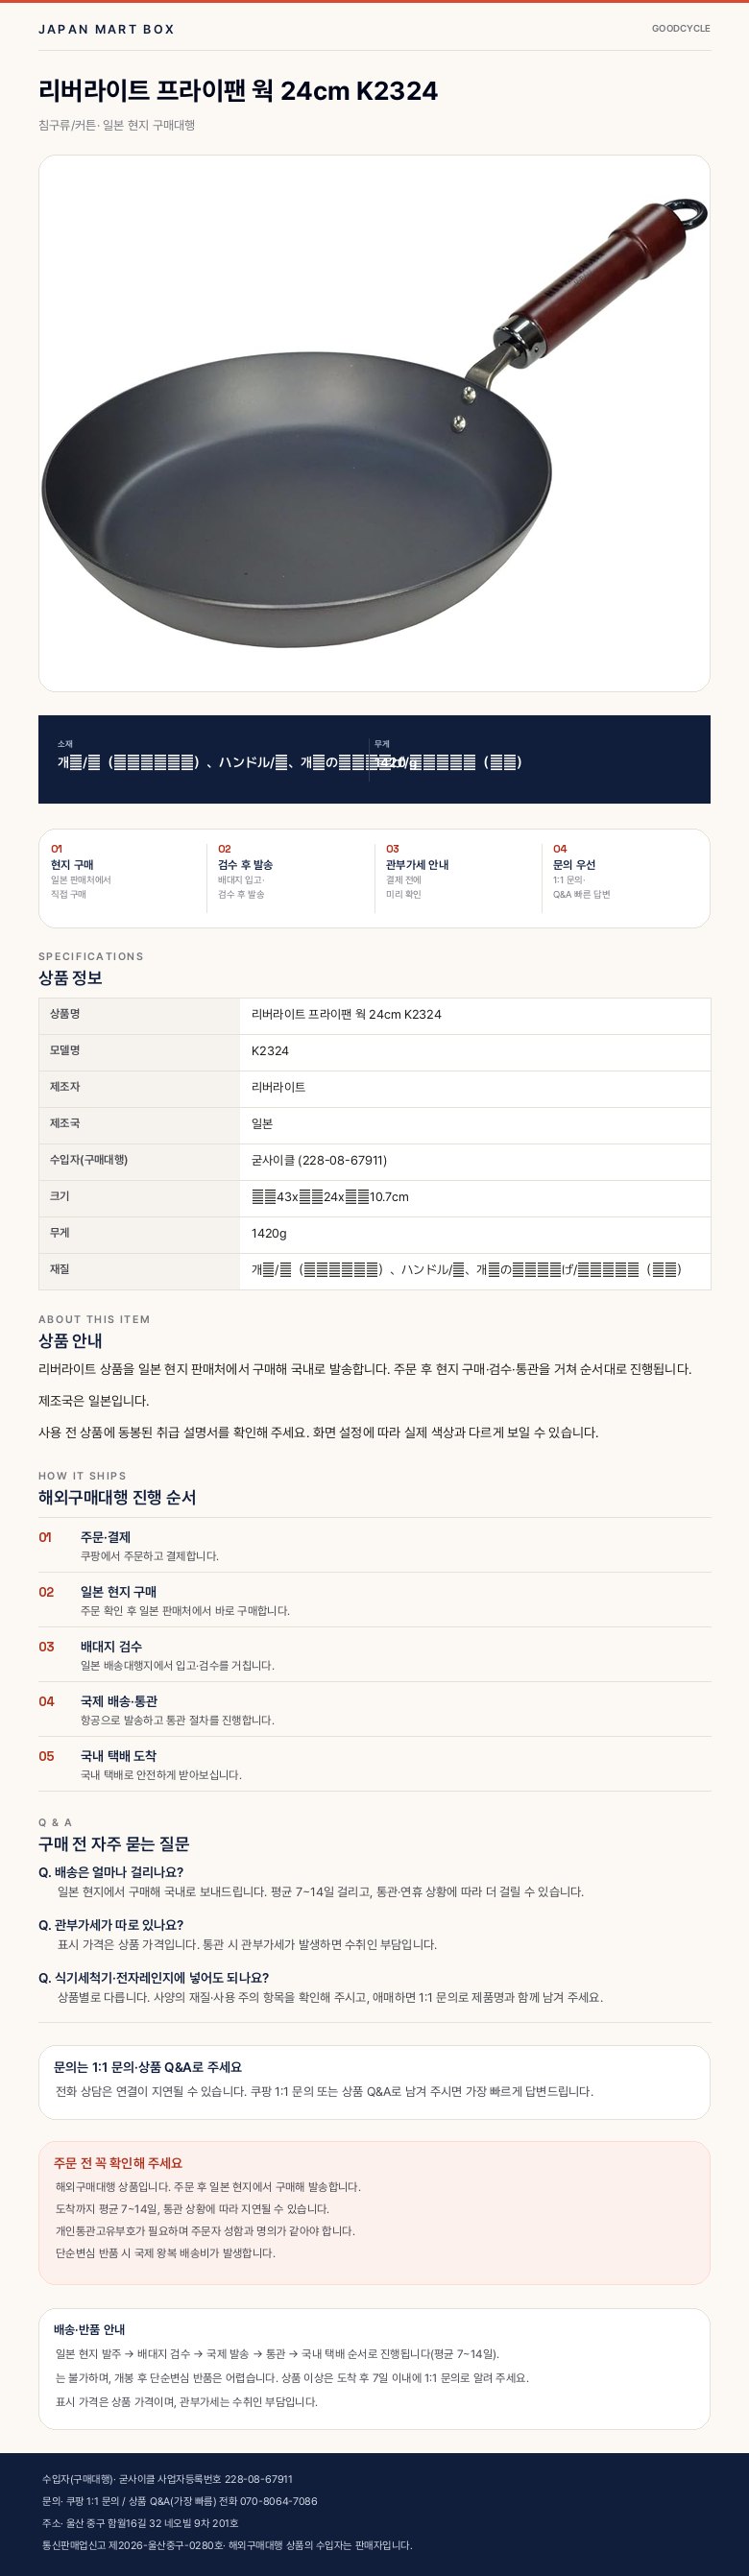 JAPAN MART BOX
GOODCYCLE
리버라이트 프라이팬 웍 24cm K2324
침구류/커튼· 일본 현지 구매대행
소재
무게
개 / ( ) 、ハンドル/ 、개 の
1420g
01
현지 구매
일본 판매처에서
직접 구매
02
검수 후 발송
배대지 입고·
검수 후 발송
03
관부가세 안내
결제 전에
미리 확인
04
문의 우선
1:1 문의·
Q&A 빠른 답변
SPECIFICATIONS
상품 정보
상품명 리버라이트 프라이팬 웍 24cm K2324
모델명 K2324
제조자 리버라이트
제조국 일본
수입자(구매대행) 굳사이클 (228-08-67911)
크기 43x 24x 10.7cm
무게 1420g
재질 개 / ( ) 、ハンドル/ 、개 の げ/ ( )
ABOUT THIS ITEM
상품 안내
리버라이트 상품을 일본 현지 판매처에서 구매해 국내로 발송합니다. 주문 후 현지 구매·검수·통관을 거쳐 순서대로 진행됩니다.
제조국은 일본입니다.
사용 전 상품에 동봉된 취급 설명서를 확인해 주세요. 화면 설정에 따라 실제 색상과 다르게 보일 수 있습니다.
HOW IT SHIPS
해외구매대행 진행 순서
01 주문·결제
쿠팡에서 주문하고 결제합니다.
02 일본 현지 구매
주문 확인 후 일본 판매처에서 바로 구매합니다.
03 배대지 검수
일본 배송대행지에서 입고·검수를 거칩니다.
04 국제 배송·통관
항공으로 발송하고 통관 절차를 진행합니다.
05 국내 택배 도착
국내 택배로 안전하게 받아보십니다.
Q & A
구매 전 자주 묻는 질문
Q. 배송은 얼마나 걸리나요?
일본 현지에서 구매해 국내로 보내드립니다. 평균 7~14일 걸리고, 통관·연휴 상황에 따라 더 걸릴 수 있습니다.
Q. 관부가세가 따로 있나요?
표시 가격은 상품 가격입니다. 통관 시 관부가세가 발생하면 수취인 부담입니다.
Q. 식기세척기·전자레인지에 넣어도 되나요?
상품별로 다릅니다. 사양의 재질·사용 주의 항목을 확인해 주시고, 애매하면 1:1 문의로 제품명과 함께 남겨 주세요.
문의는 1:1 문의·상품 Q&A로 주세요
전화 상담은 연결이 지연될 수 있습니다. 쿠팡 1:1 문의 또는 상품 Q&A로 남겨 주시면 가장 빠르게 답변드립니다.
주문 전 꼭 확인해 주세요
해외구매대행 상품입니다. 주문 후 일본 현지에서 구매해 발송합니다.
도착까지 평균 7~14일, 통관 상황에 따라 지연될 수 있습니다.
개인통관고유부호가 필요하며 주문자 성함과 명의가 같아야 합니다.
단순변심 반품 시 국제 왕복 배송비가 발생합니다.
배송·반품 안내
일본 현지 발주 → 배대지 검수 → 국제 발송 → 통관 → 국내 택배 순서로 진행됩니다(평균 7~14일).
는 불가하며, 개봉 후 단순변심 반품은 어렵습니다. 상품 이상은 도착 후 7일 이내에 1:1 문의로 알려 주세요.
표시 가격은 상품 가격이며, 관부가세는 수취인 부담입니다.
수입자(구매대행)· 굳사이클 사업자등록번호 228-08-67911
문의· 쿠팡 1:1 문의 / 상품 Q&A(가장 빠름) 전화 070-8064-7086
주소· 울산 중구 함월16길 32 네오빌 9차 201호
통신판매업신고 제2026-울산중구-0280호· 해외구매대행 상품의 수입자는 판매자입니다.